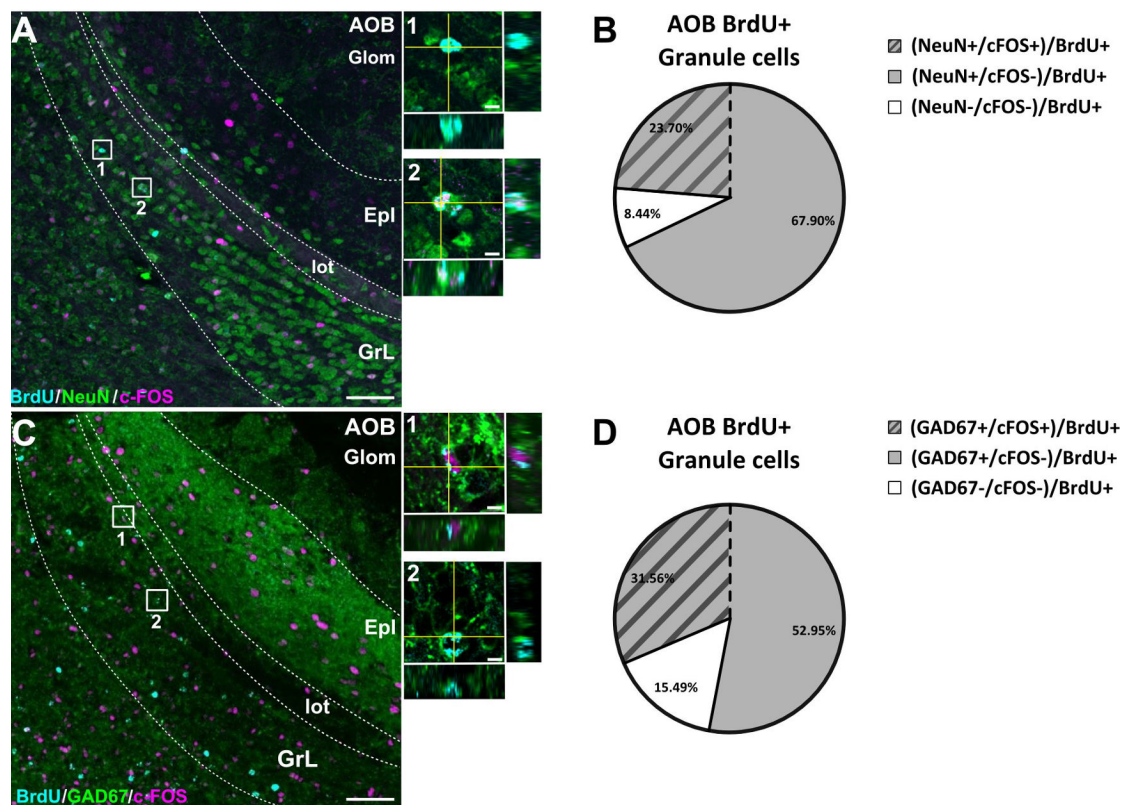 A
AOB
Glom
Epl
lot
GrL
1
2
BrdU/NeuN/c-FOS
1
2
B
AOB BrdU+
Granule cells
23.70%
8.44%
67.90%
(NeuN+/cFOS+)/BrdU+
(NeuN+/cFOS-)/BrdU+
(NeuN-/cFOS-)/BrdU+
C
AOB
Glom
1
2
Epl
lot
GrL
BrdU/GAD67/c-FOS
1
2
D
AOB BrdU+
Granule cells
31.56%
15.49%
52.95%
(GAD67+/cFOS+)/BrdU+
(GAD67+/cFOS-)/BrdU+
(GAD67-/cFOS-)/BrdU+